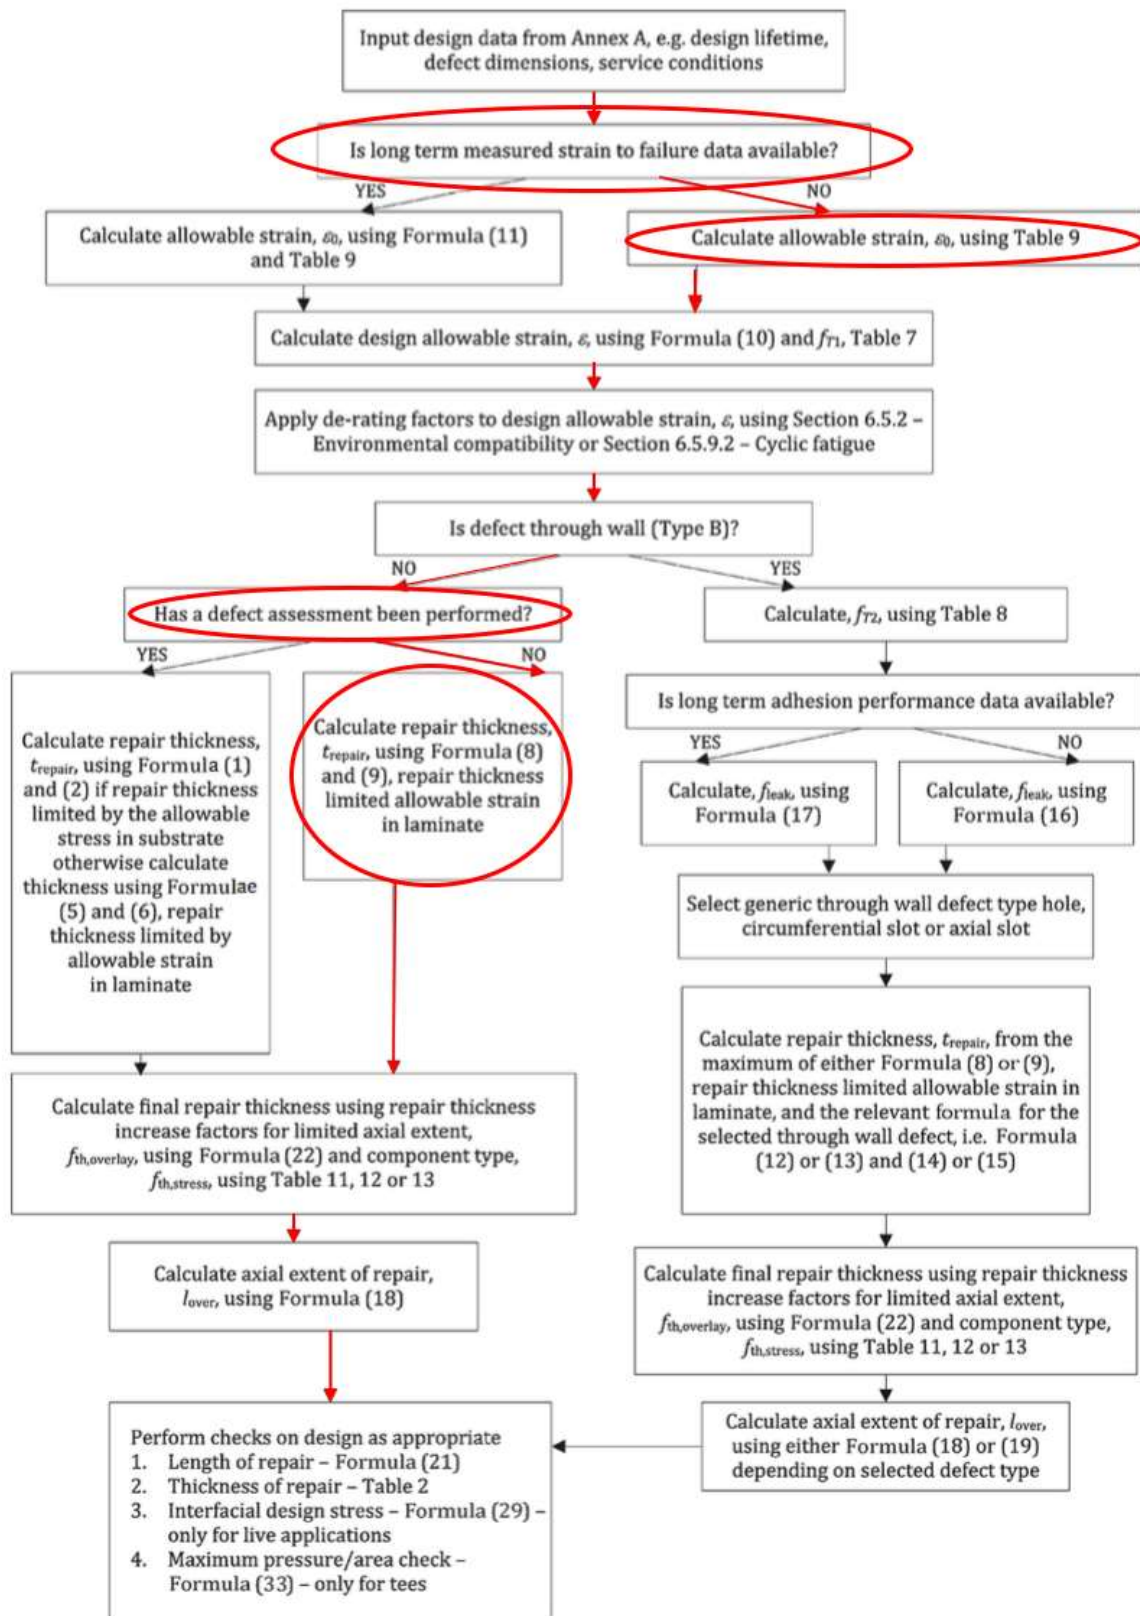 Input design data from Annex A, e.g. design lifetime,
defect dimensions, service conditions
Is long term measured strain to failure data available?
YES
NO
Calculate allowable strain, ε0, using Formula (11)
and Table 9
Calculate allowable strain, ε0, using Table 9
Calculate design allowable strain, ε, using Formula (10) and fT1, Table 7
Apply de-rating factors to design allowable strain, ε, using Section 6.5.2 –
Environmental compatibility or Section 6.5.9.2 – Cyclic fatigue
Is defect through wall (Type B)?
NO
YES
Has a defect assessment been performed?
YES
NO
Calculate repair thickness,
trepair, using Formula (1)
and (2) if repair thickness
limited by the allowable
stress in substrate
otherwise calculate
thickness using Formulae
(5) and (6), repair
thickness limited by
allowable strain
in laminate
Calculate repair thickness,
trepair, using Formula (8)
and (9), repair thickness
limited allowable strain
in laminate
Calculate final repair thickness using repair thickness
increase factors for limited axial extent,
fth,overlay, using Formula (22) and component type,
fth,stress, using Table 11, 12 or 13
Calculate axial extent of repair,
lover, using Formula (18)
Calculate, fT2, using Table 8
Is long term adhesion performance data available?
YES
NO
Calculate, fleak, using
Formula (17)
Calculate, fleak, using
Formula (16)
Select generic through wall defect type hole,
circumferential slot or axial slot
Calculate repair thickness, trepair, from the
maximum of either Formula (8) or (9),
repair thickness limited allowable strain in
laminate, and the relevant formula for the
selected through wall defect, i.e. Formula
(12) or (13) and (14) or (15)
Calculate final repair thickness using repair thickness
increase factors for limited axial extent,
fth,overlay, using Formula (22) and component type,
fth,stress, using Table 11, 12 or 13
Calculate axial extent of repair, lover,
using either Formula (18) or (19)
depending on selected defect type
Perform checks on design as appropriate
1. Length of repair – Formula (21)
2. Thickness of repair – Table 2
3. Interfacial design stress – Formula (29) –
only for live applications
4. Maximum pressure/area check –
Formula (33) – only for tees